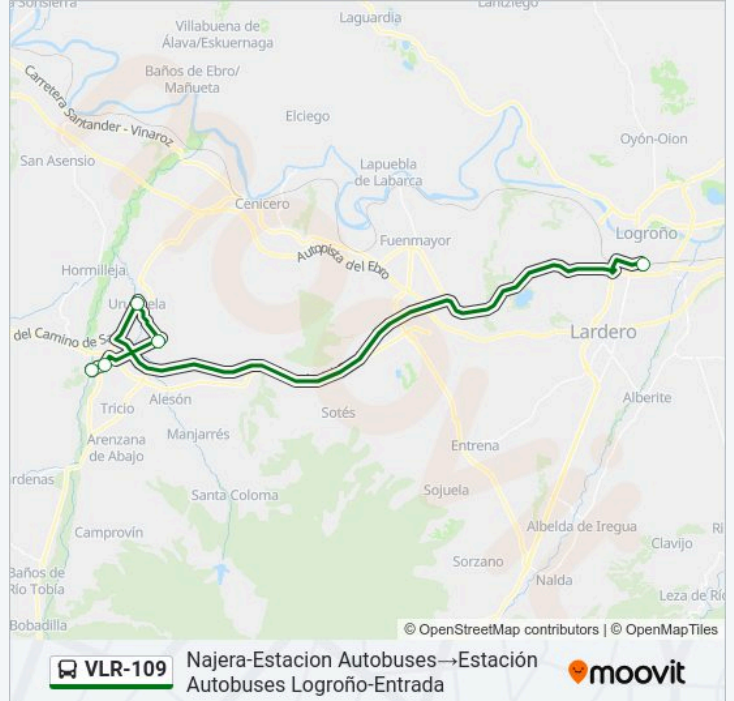 a Sonsierra
Lantziego
Laguardia
Villabuena de
Álava/Eskuernaga
Baños de Ebro/
Mañueta
Carretera Santander - Vinaroz
Elciego
Oyón-Oion
San Asensio
Lapuebla
de Labarca
Cenicero
Logroño
Fuenmayor
Autopista del Ebro
Hormilleja
Lardero
del Camino de
Alesón
Alberite
Tricio
Sotés
Manjarrés
Arenzana
de Abajo
Entrena
rdenas
Sojuela
Santa Coloma
Albelda de Iregua
Camprovín
Clavijo
Sorzano
Baños de
Río Tobía
Nalda
Leza de Río
Bobadilla
moovit
© OpenStreetMap contributors | © OpenMapTiles
VLR-109
Najera-Estacion Autobuses→Estación
Autobuses Logroño-Entrada
moovit